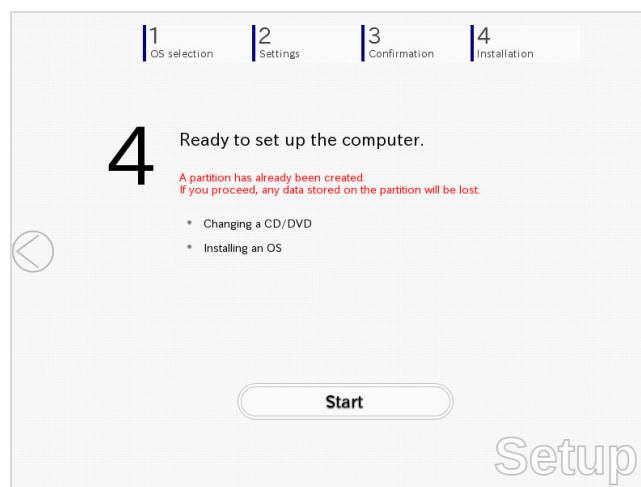 1
OS selection
2
Settings
3
Confirmation
4
Installation
4
Ready to set up the computer.
A partition has already been created.
If you proceed, any data stored on the partition will be lost.
Changing a CD/DVD
Installing an OS
Start
Setup